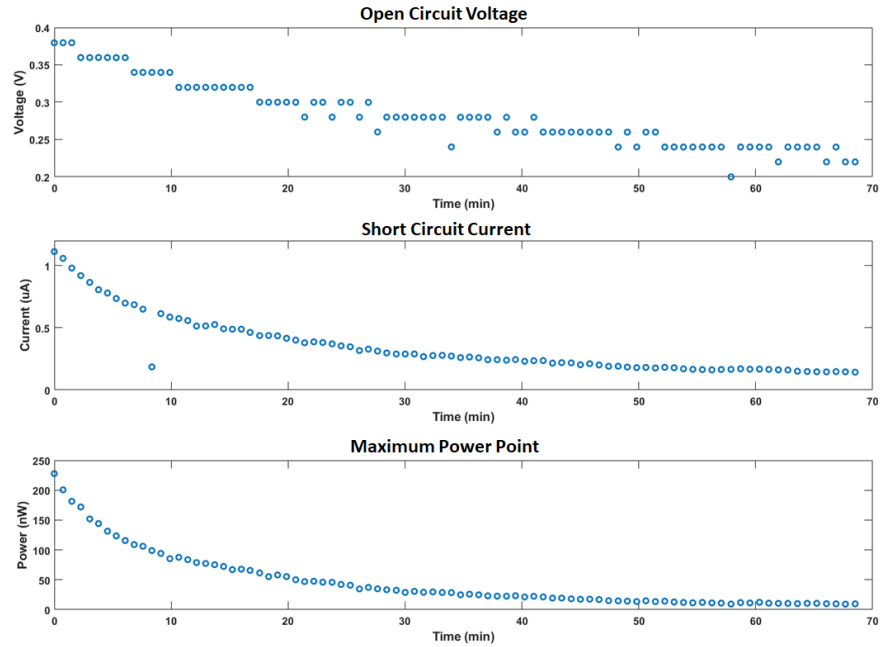 Open Circuit Voltage
0.4
0.35
0.3
0.25
0.2
Voltage (V)
0 10 20 30 40 50 60 70
Time (min)
Short Circuit Current
1
0.5
0
Current (uA)
0 10 20 30 40 50 60 70
Time (min)
Maximum Power Point
250
200
150
100
50
0
Power (nW)
0 10 20 30 40 50 60 70
Time (min)